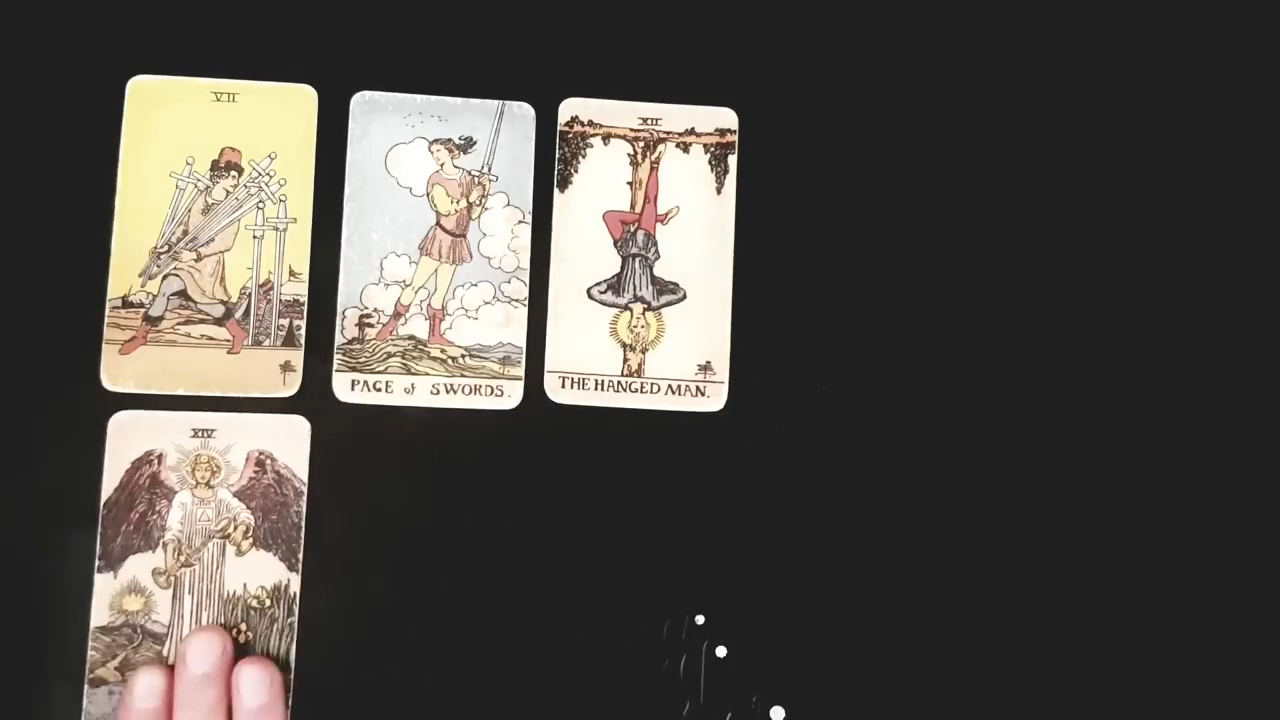 VII
XII
PAGE of SWORDS.
THE HANGED MAN.
XIV